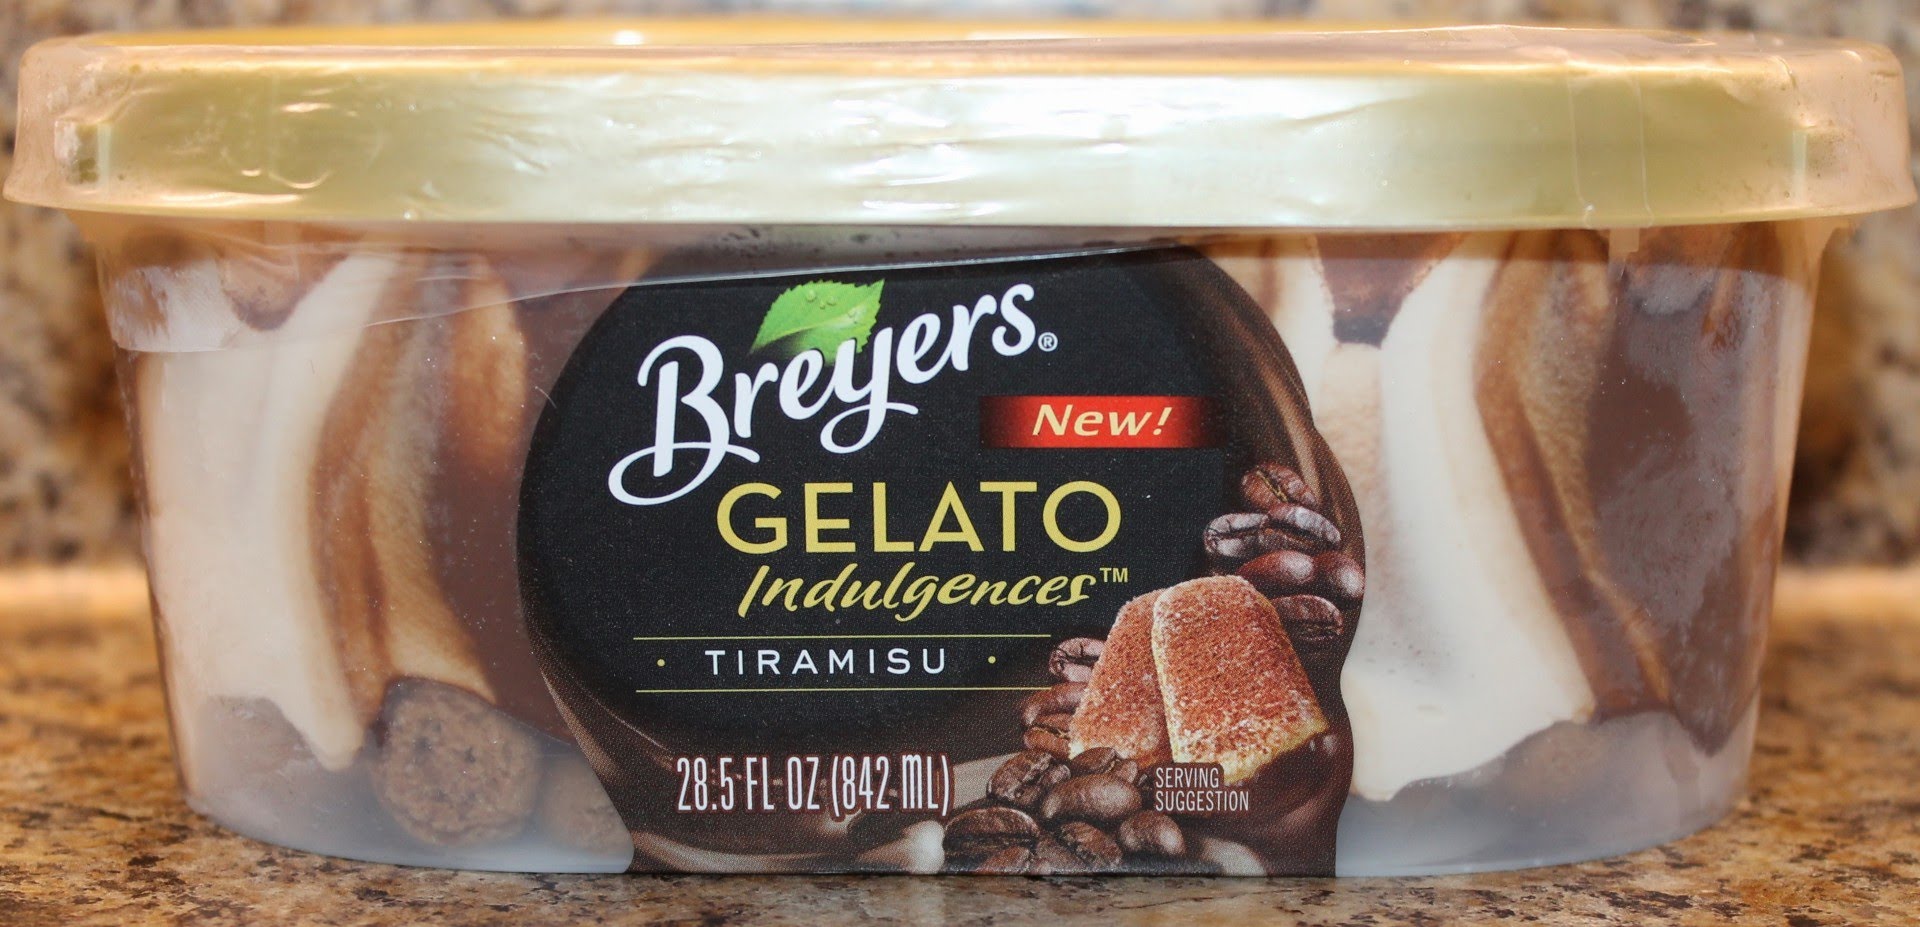 Breyers®
New!
GELATO
Indulgences™
• TIRAMISU •
28.5 FL OZ (842 mL)
SERVING
SUGGESTION